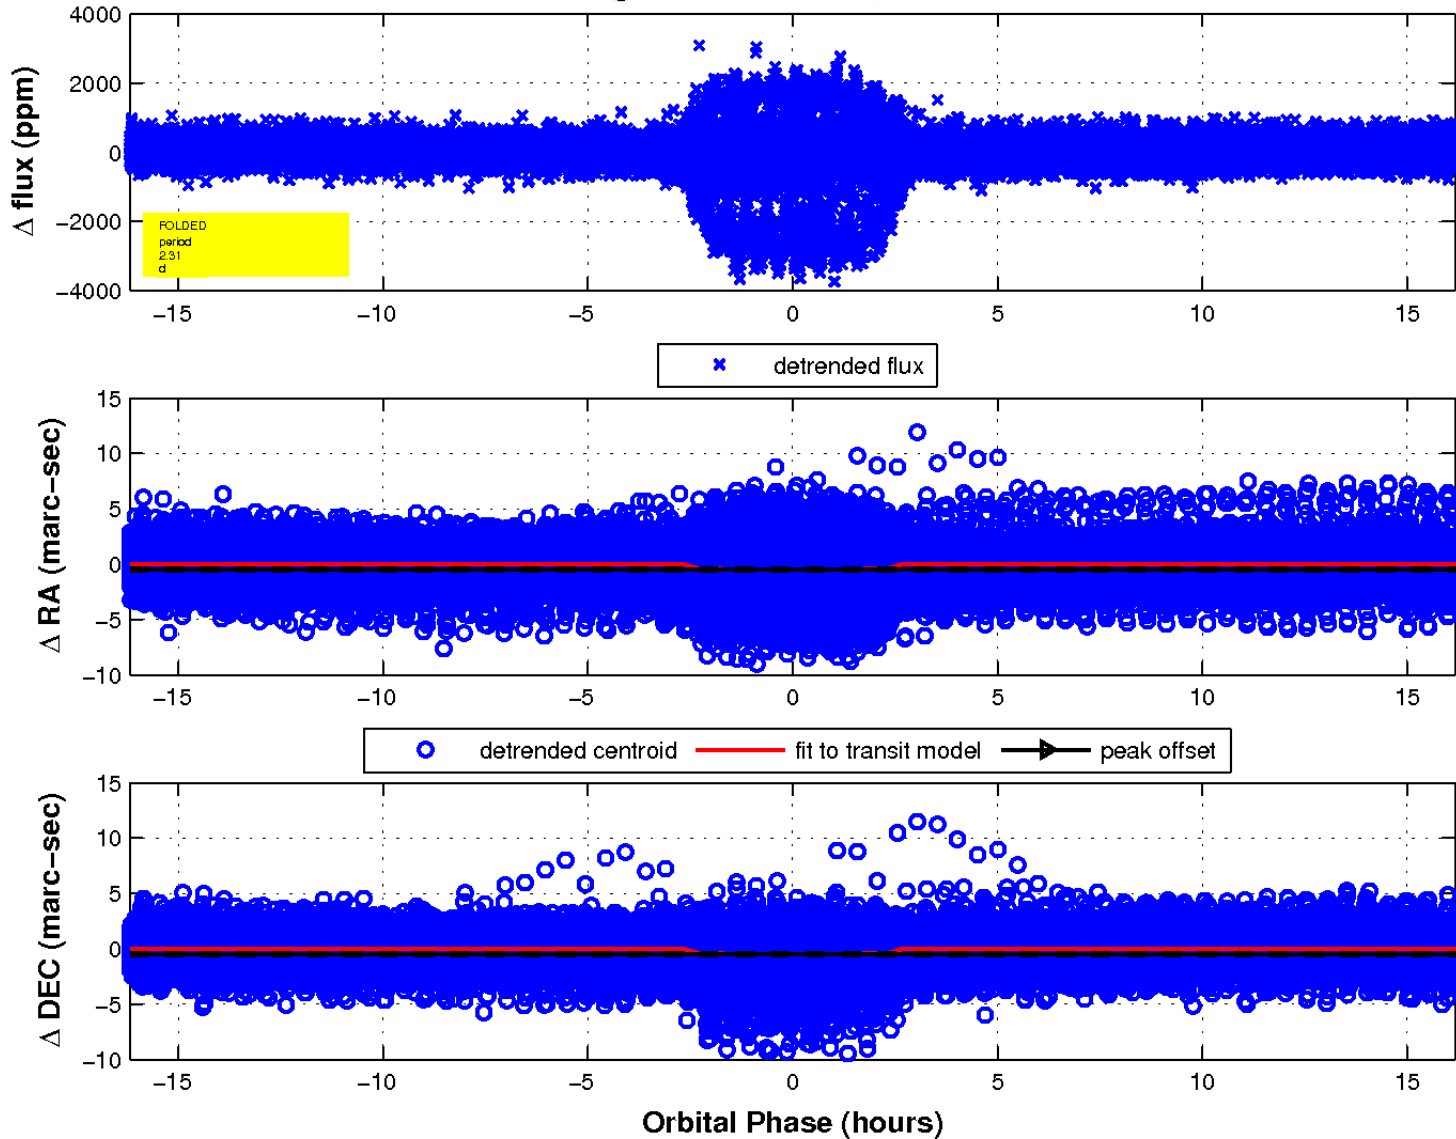 4000
2000
0
−2000
−4000
Δ flux (ppm)
FOLDED
period
2.31
d
−15 −10 −5 0 5 10 15
detrended flux
15
10
5
0
−5
−10
Δ RA (marc−sec)
−15 −10 −5 0 5 10 15
detrended centroid fit to transit model peak offset
15
10
5
0
−5
−10
Δ DEC (marc−sec)
−15 −10 −5 0 5 10 15
Orbital Phase (hours)